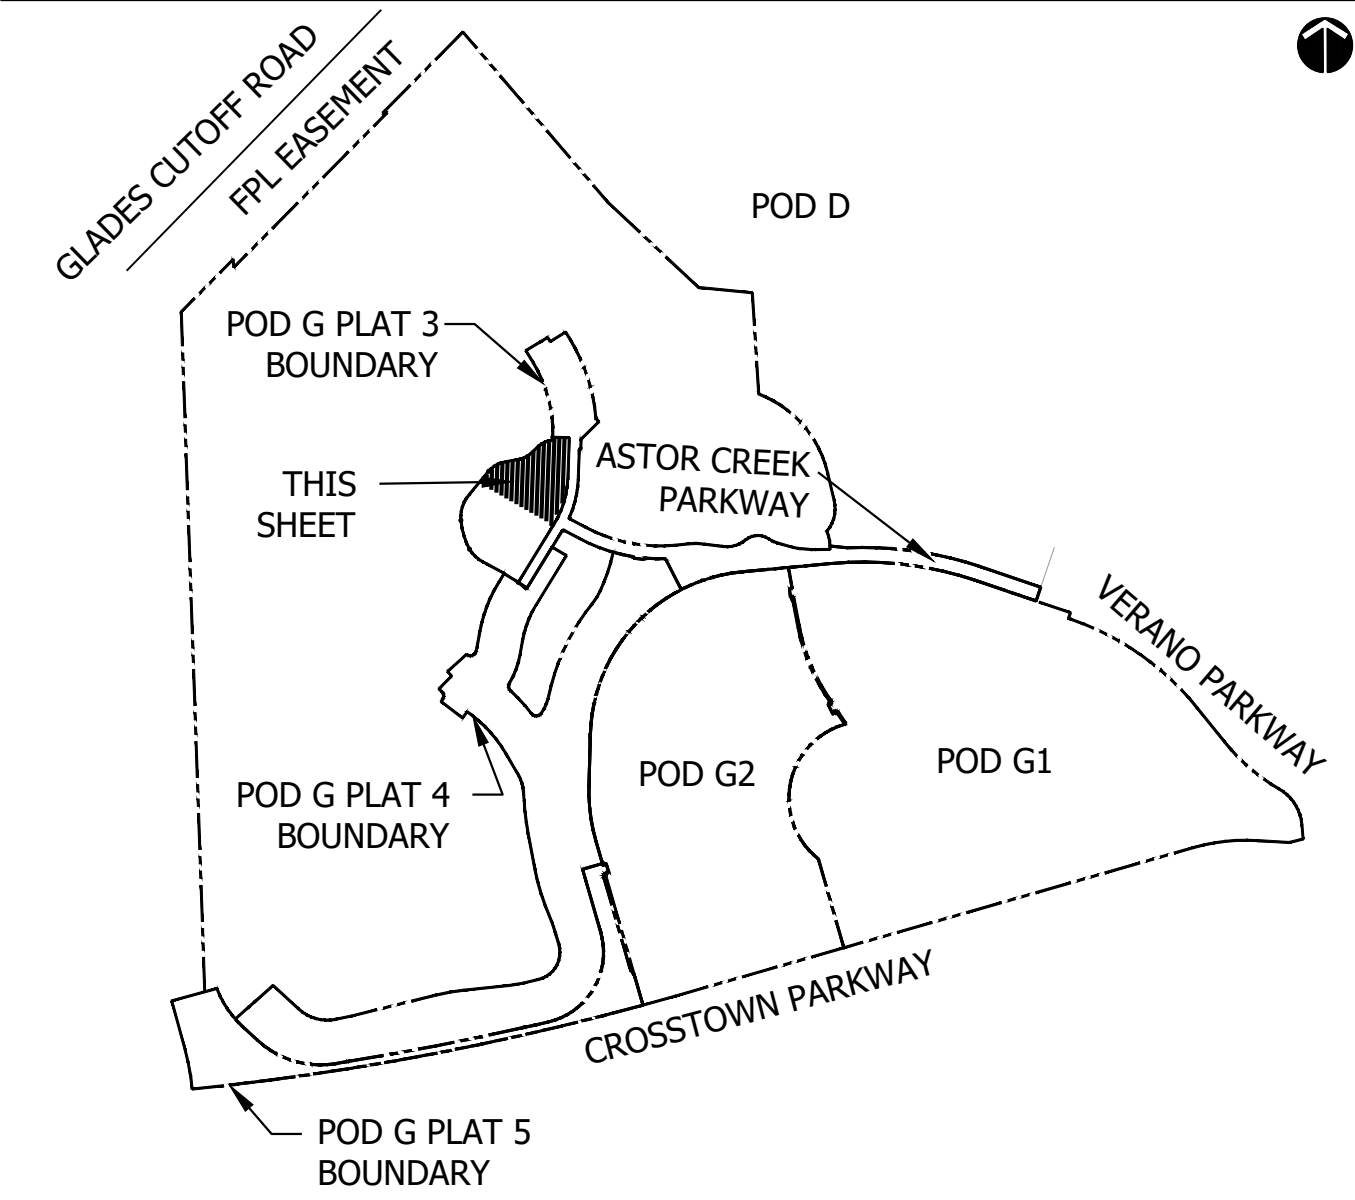 GLADES CUTOFF ROAD
FPL EASEMENT
POD D
POD G PLAT 3
BOUNDARY
ASTOR CREEK
PARKWAY
THIS
SHEET
VERANO PARKWAY
POD G2
POD G1
POD G PLAT 4
BOUNDARY
CROSSTOWN PARKWAY
POD G PLAT 5
BOUNDARY